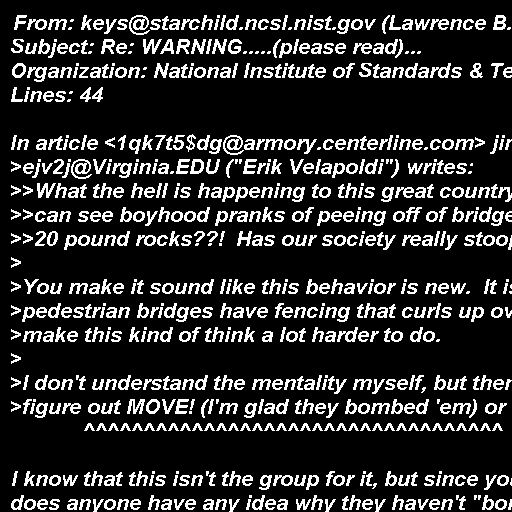 From: keys@starchild.ncsl.nist.gov (Lawrence B.
Subject: Re: WARNING.....(please read)...
Organization: National Institute of Standards & Te
Lines: 44

In article <1qk7t5$dg@armory.centerline.com> jin
>ejv2j@Virginia.EDU ("Erik Velapoldi") writes:
>>What the hell is happening to this great country
>>can see boyhood pranks of peeing off of bridge
>>20 pound rocks??!  Has our society really stoop
>
>You make it sound like this behavior is new.  It is
>pedestrian bridges have fencing that curls up ov
>make this kind of think a lot harder to do.
>
>I don't understand the mentality myself, but ther
>figure out MOVE! (I'm glad they bombed 'em) or
^^^^^^^^^^^^^^^^^^^^^^^^^^^^^^^^^^^

I know that this isn't the group for it, but since you
does anyone have any idea why they haven't "bor